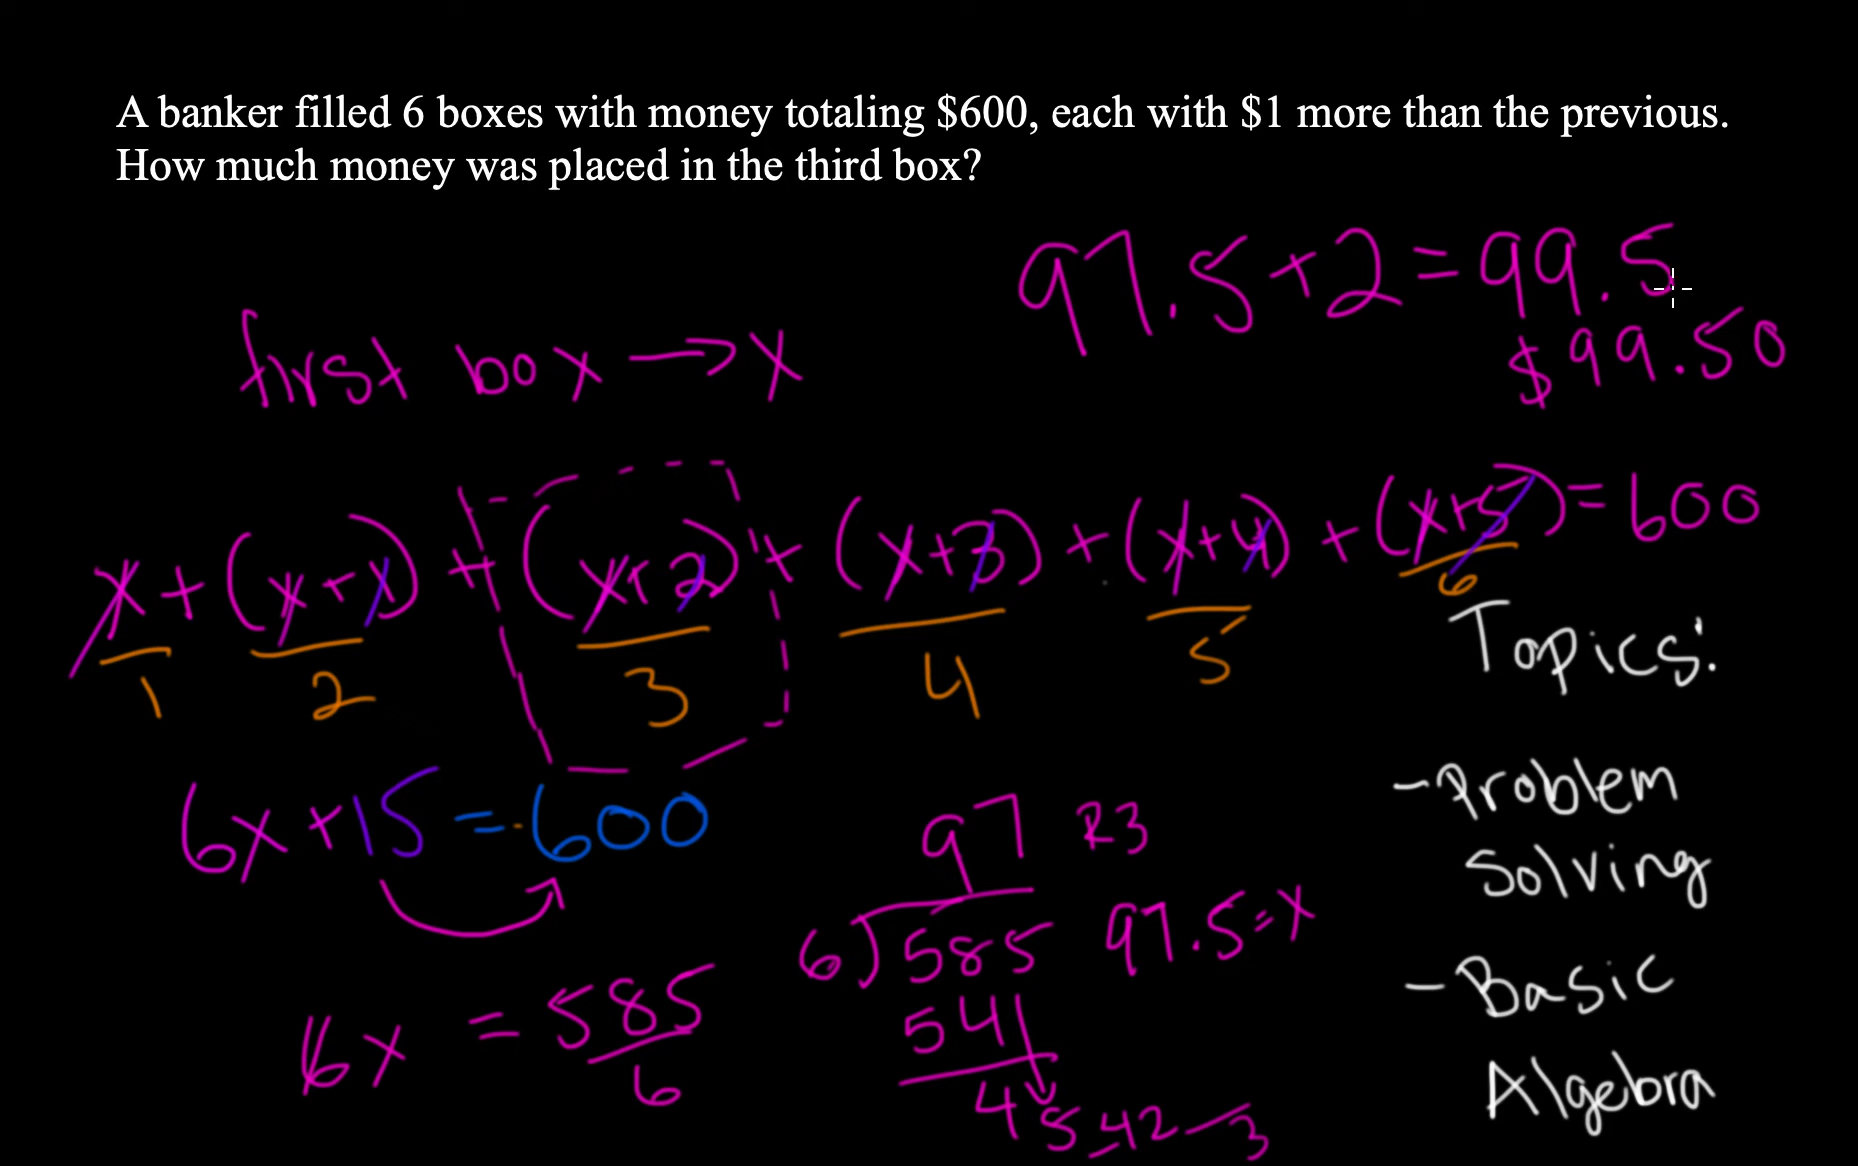 A banker filled 6 boxes with money totaling $600, each with $1 more than the previous.
How much money was placed in the third box?
97.5+2=99.5
$99.50
first box → x
x+(x+1)+(x+2)+(x+3)+(x+4)+(x+5)=600
1 2 3 4 5 6
Topics:
- Problem
Solving
- Basic
Algebra
6x+15=600
6x = 585
6
97 R3
6)585
54
45-42-3
97.5=x